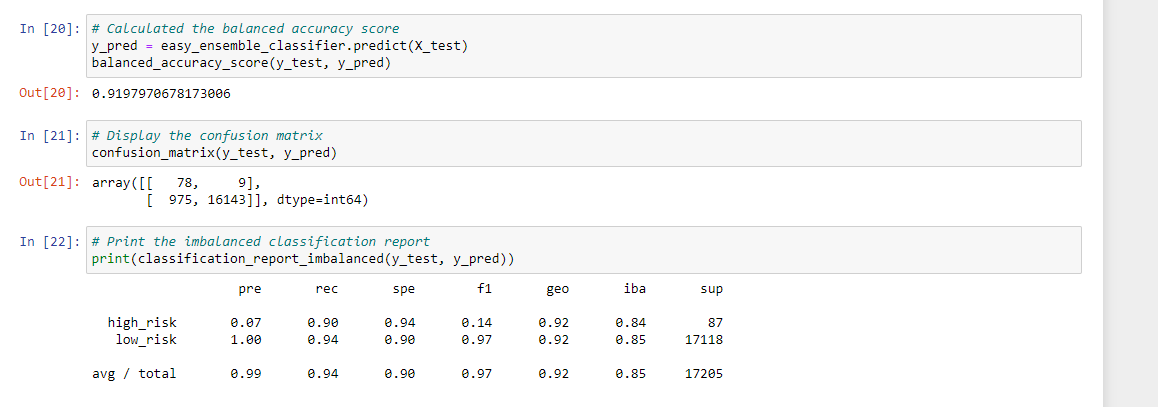 In [20]: # Calculated the balanced accuracy score
y_pred = easy_ensemble_classifier.predict(X_test)
balanced_accuracy_score(y_test, y_pred)
Out[20]: 0.9197970678173006
In [21]: # Display the confusion matrix
confusion_matrix(y_test, y_pred)
Out[21]: array([[   78,     9],
       [  975, 16143]], dtype=int64)
In [22]: # Print the imbalanced classification report
print(classification_report_imbalanced(y_test, y_pred))
pre rec spe f1 geo iba sup
high_risk 0.07 0.90 0.94 0.14 0.92 0.84 87
low_risk 1.00 0.94 0.90 0.97 0.92 0.85 17118
avg / total 0.99 0.94 0.90 0.97 0.92 0.85 17205